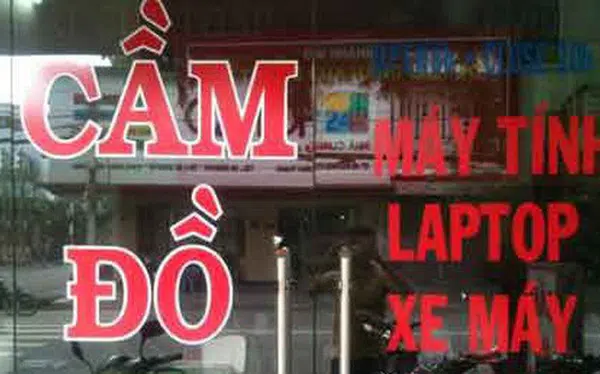 CẦM
ĐỒ
MÁY TÍNH
LAPTOP
XE MÁY